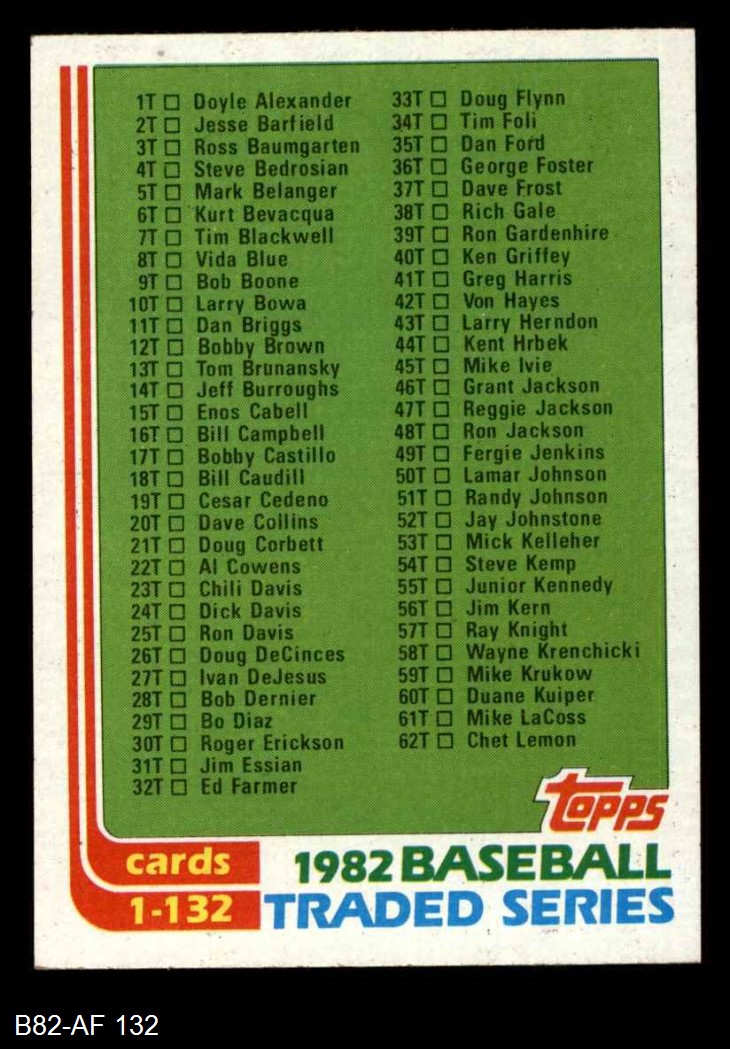 1T □ Doyle Alexander
2T □ Jesse Barfield
3T □ Ross Baumgarten
4T □ Steve Bedrosian
5T □ Mark Belanger
6T □ Kurt Bevacqua
7T □ Tim Blackwell
8T □ Vida Blue
9T □ Bob Boone
10T □ Larry Bowa
11T □ Dan Briggs
12T □ Bobby Brown
13T □ Tom Brunansky
14T □ Jeff Burroughs
15T □ Enos Cabell
16T □ Bill Campbell
17T □ Bobby Castillo
18T □ Bill Caudill
19T □ Cesar Cedeno
20T □ Dave Collins
21T □ Doug Corbett
22T □ Al Cowens
23T □ Chili Davis
24T □ Dick Davis
25T □ Ron Davis
26T □ Doug DeCinces
27T □ Ivan DeJesus
28T □ Bob Dernier
29T □ Bo Diaz
30T □ Roger Erickson
31T □ Jim Essian
32T □ Ed Farmer
33T □ Doug Flynn
34T □ Tim Foli
35T □ Dan Ford
36T □ George Foster
37T □ Dave Frost
38T □ Rich Gale
39T □ Ron Gardenhire
40T □ Ken Griffey
41T □ Greg Harris
42T □ Von Hayes
43T □ Larry Herndon
44T □ Kent Hrbek
45T □ Mike Ivie
46T □ Grant Jackson
47T □ Reggie Jackson
48T □ Ron Jackson
49T □ Fergie Jenkins
50T □ Lamar Johnson
51T □ Randy Johnson
52T □ Jay Johnstone
53T □ Mick Kelleher
54T □ Steve Kemp
55T □ Junior Kennedy
56T □ Jim Kern
57T □ Ray Knight
58T □ Wayne Krenchicki
59T □ Mike Krukow
60T □ Duane Kuiper
61T □ Mike LaCoss
62T □ Chet Lemon
topps
cards
1-132
1982 BASEBALL
TRADED SERIES
B82-AF 132